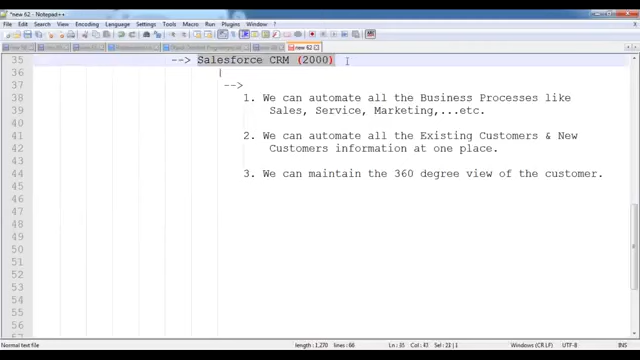 *new 62 - Notepad++
File Edit Search View Encoding Language Settings Tools Macro Run Plugins Window ?
new 62
35 --> Salesforce CRM (2000)
36 |
37 -->
38 1. We can automate all the Business Processes like
39 Sales, Service, Marketing,...etc.
40
41 2. We can automate all the Existing Customers & New
42 Customers information at one place.
43
44 3. We can maintain the 360 degree view of the customer.
45
46
47
48
49
50
51
52
53
54
55
56
57
Normal text file length : 1,270 lines : 66 Ln : 35 Col : 47 Sel : 21 | 1 Windows (CR LF) UTF-8 INS